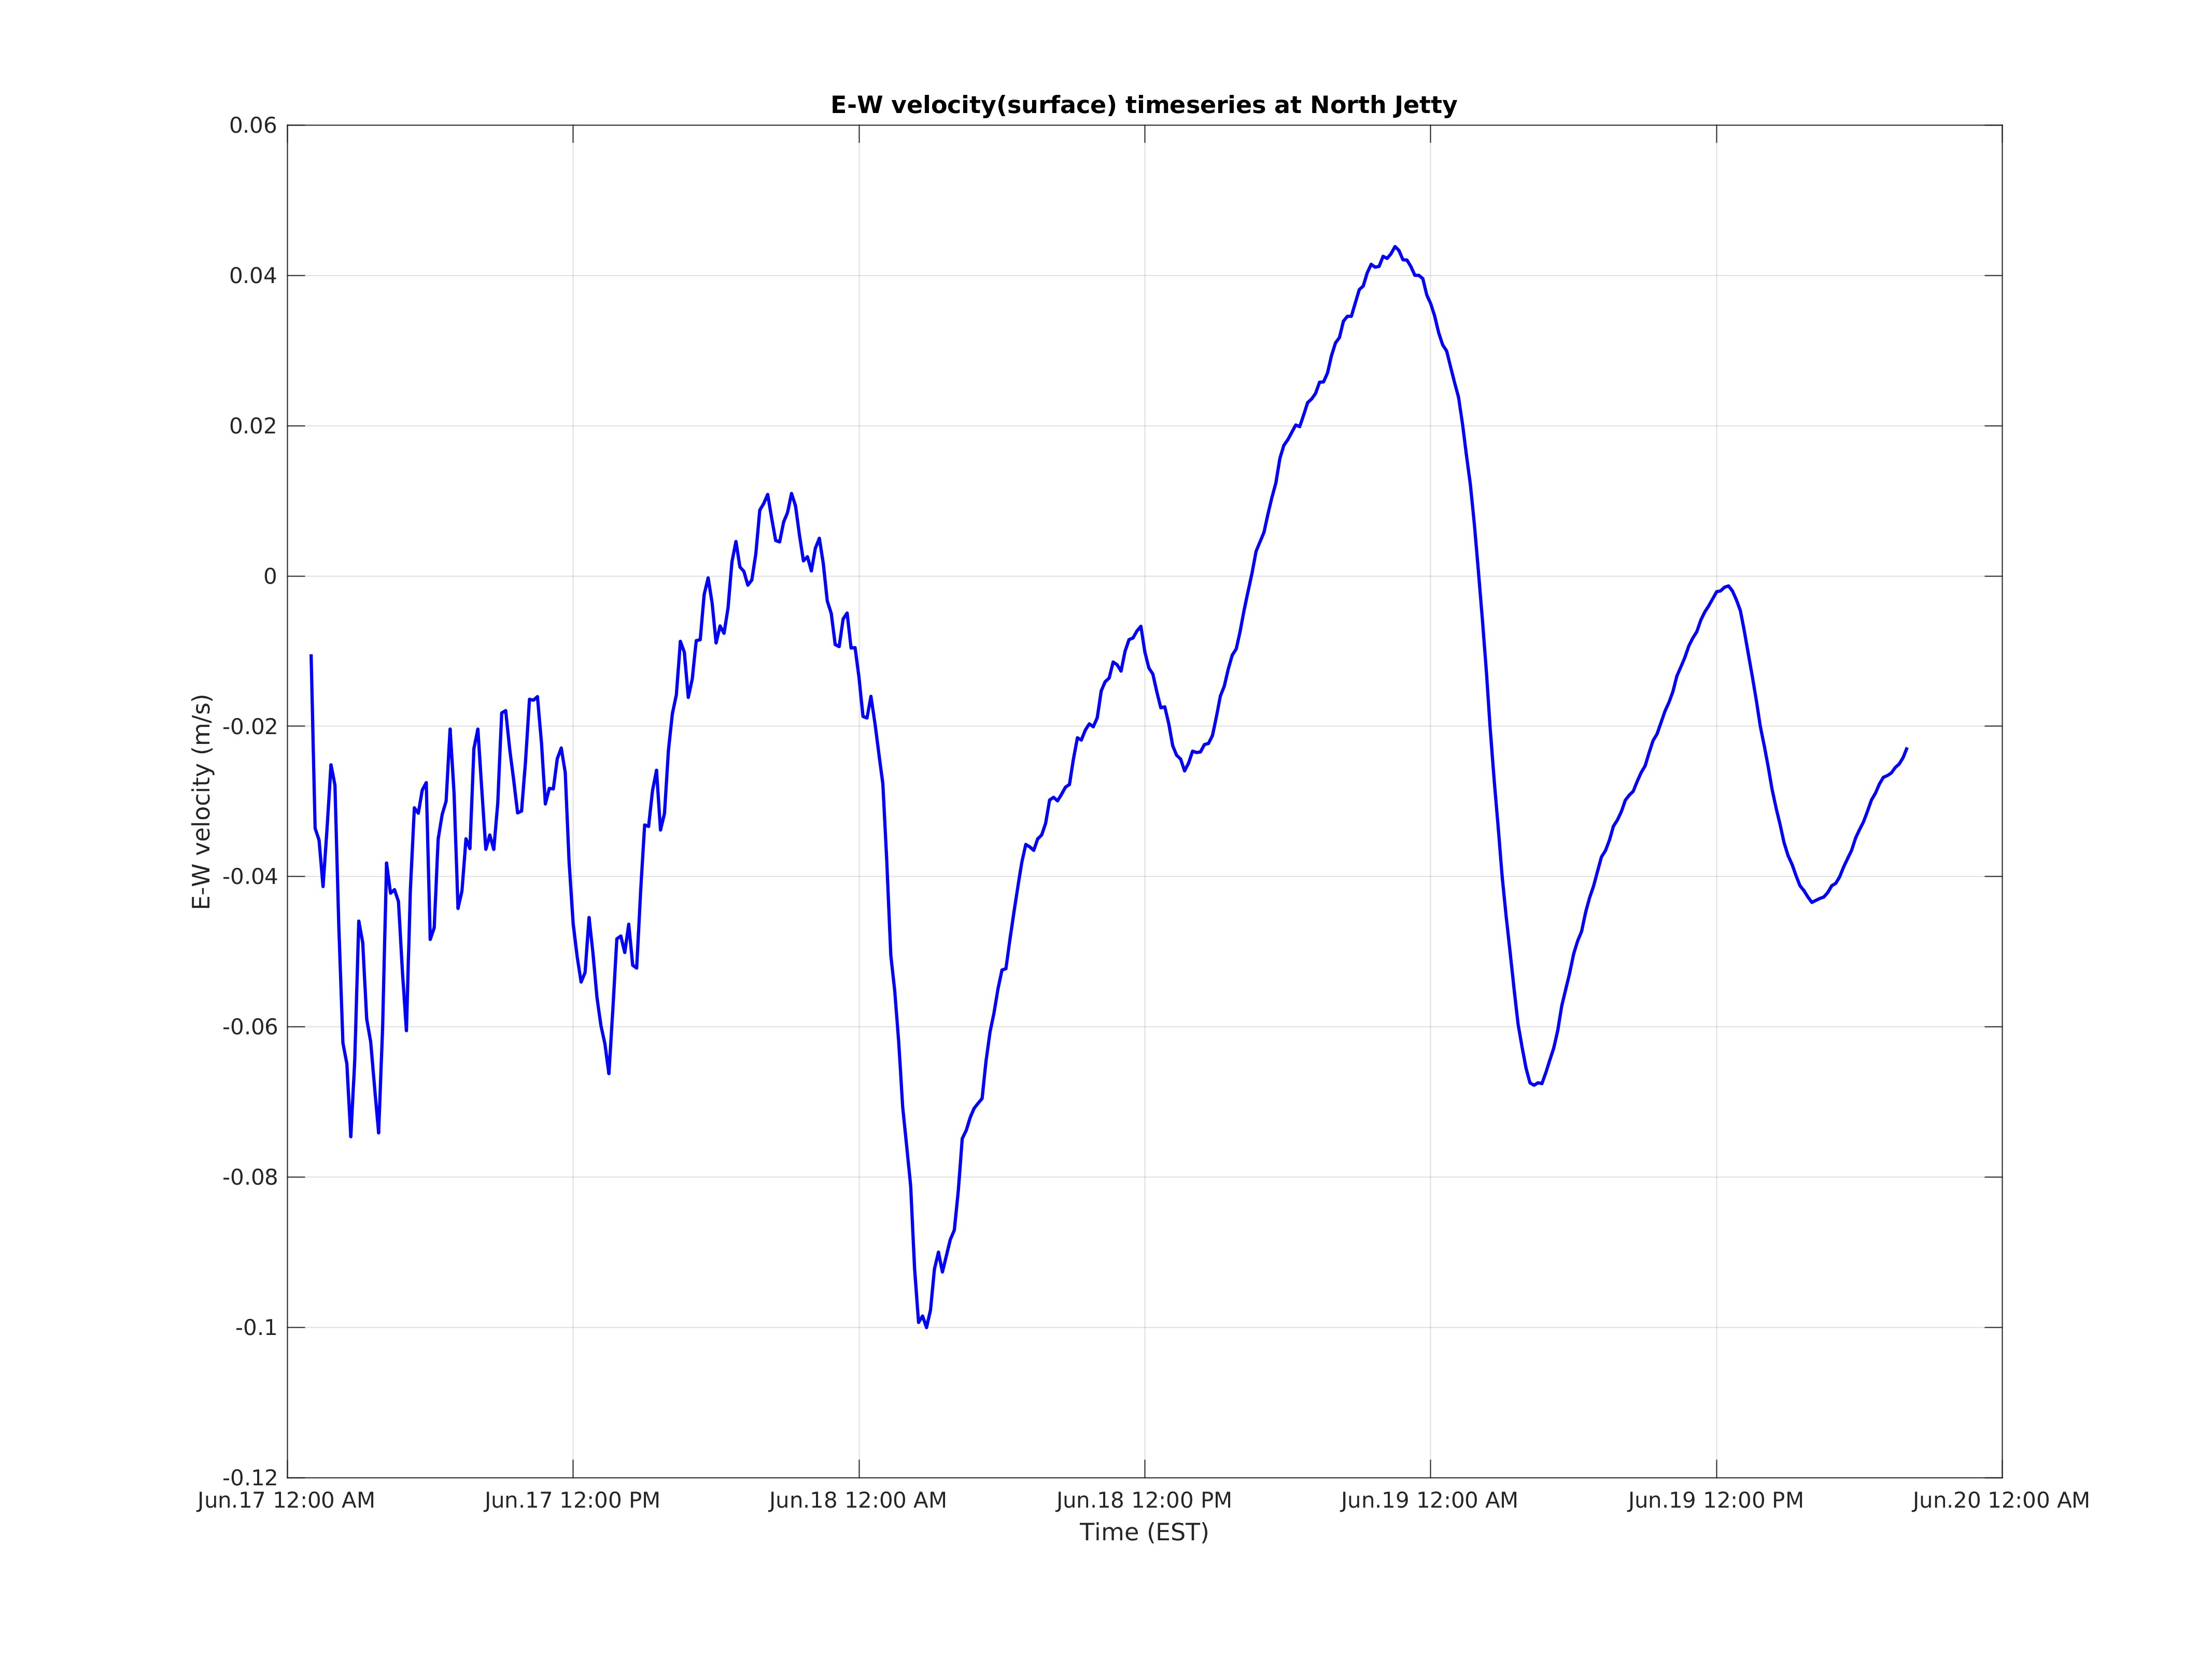 E-W velocity(surface) timeseries at North Jetty
0.06
0.04
0.02
0
-0.02
-0.04
-0.06
-0.08
-0.1
-0.12
E-W velocity (m/s)
Jun.17 12:00 AM Jun.17 12:00 PM Jun.18 12:00 AM Jun.18 12:00 PM Jun.19 12:00 AM Jun.19 12:00 PM Jun.20 12:00 AM
Time (EST)